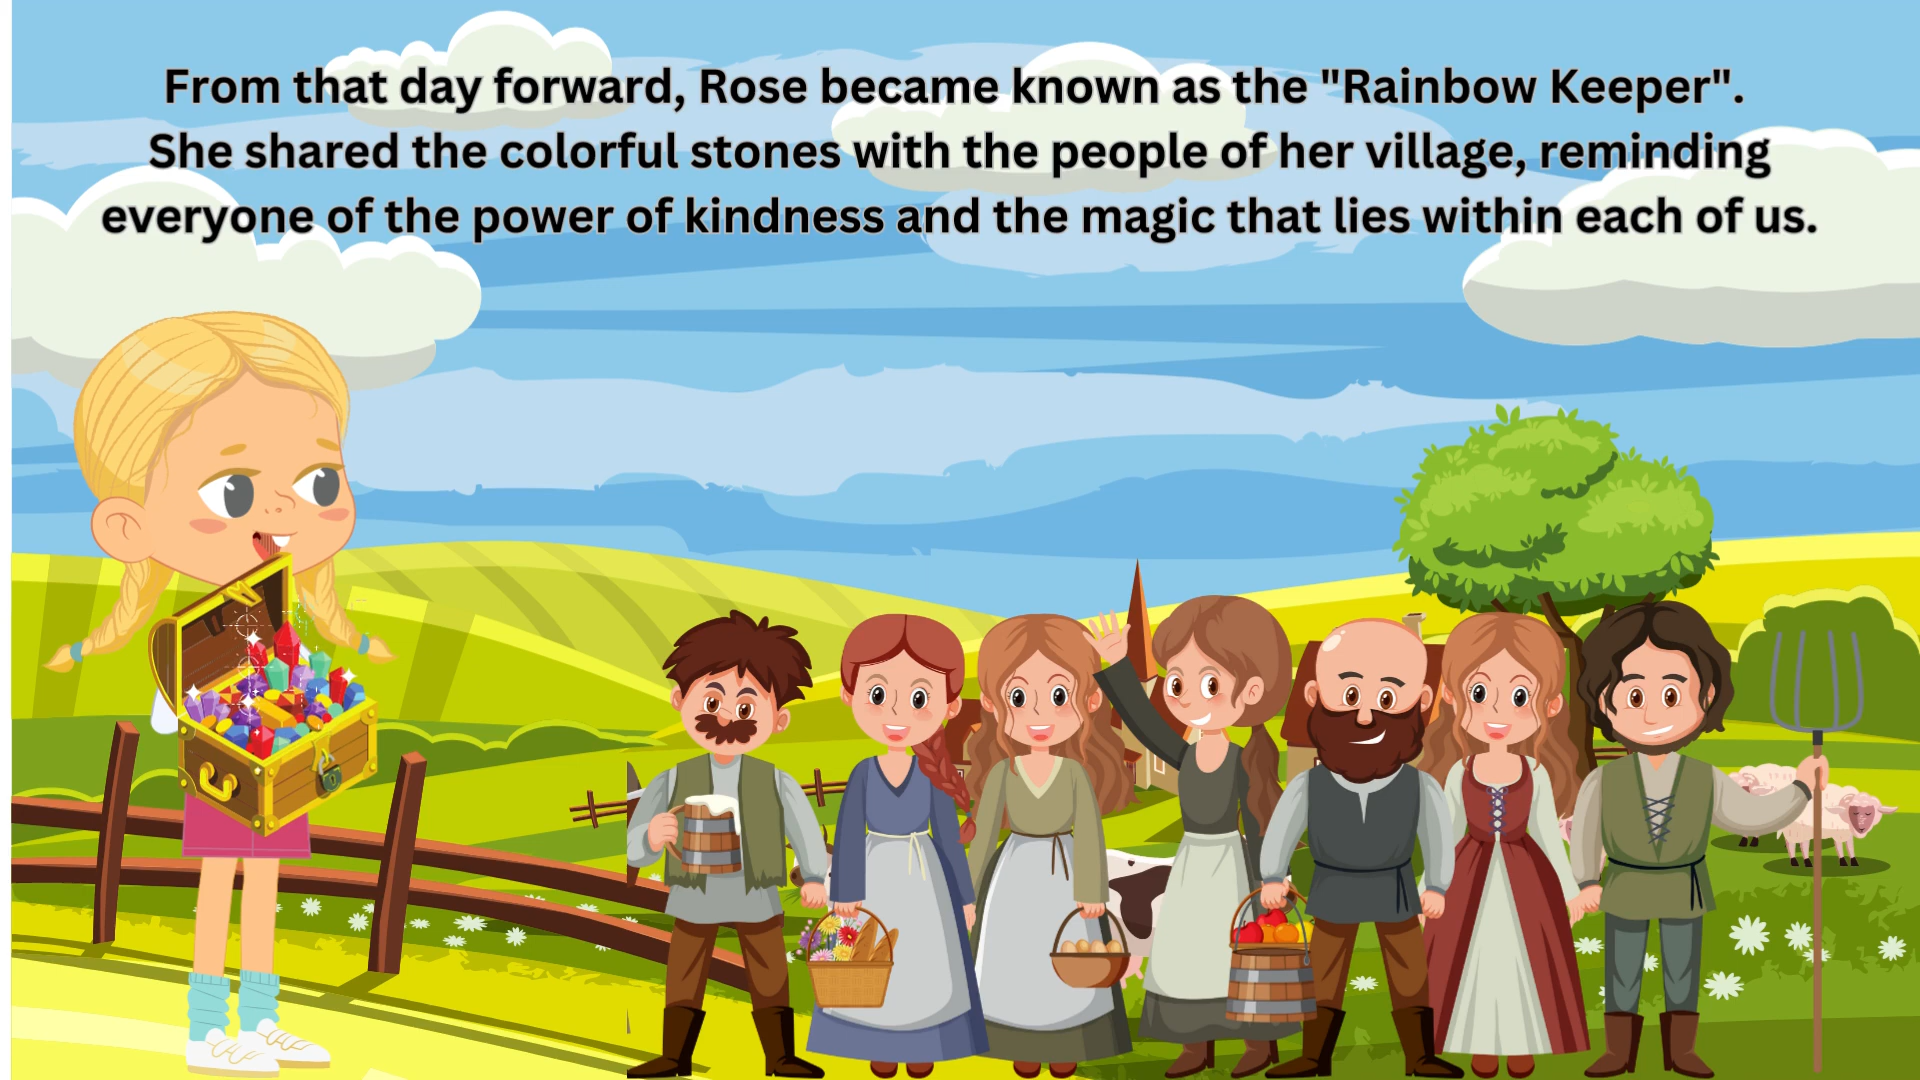 From that day forward, Rose became known as the "Rainbow Keeper".
She shared the colorful stones with the people of her village, reminding
everyone of the power of kindness and the magic that lies within each of us.